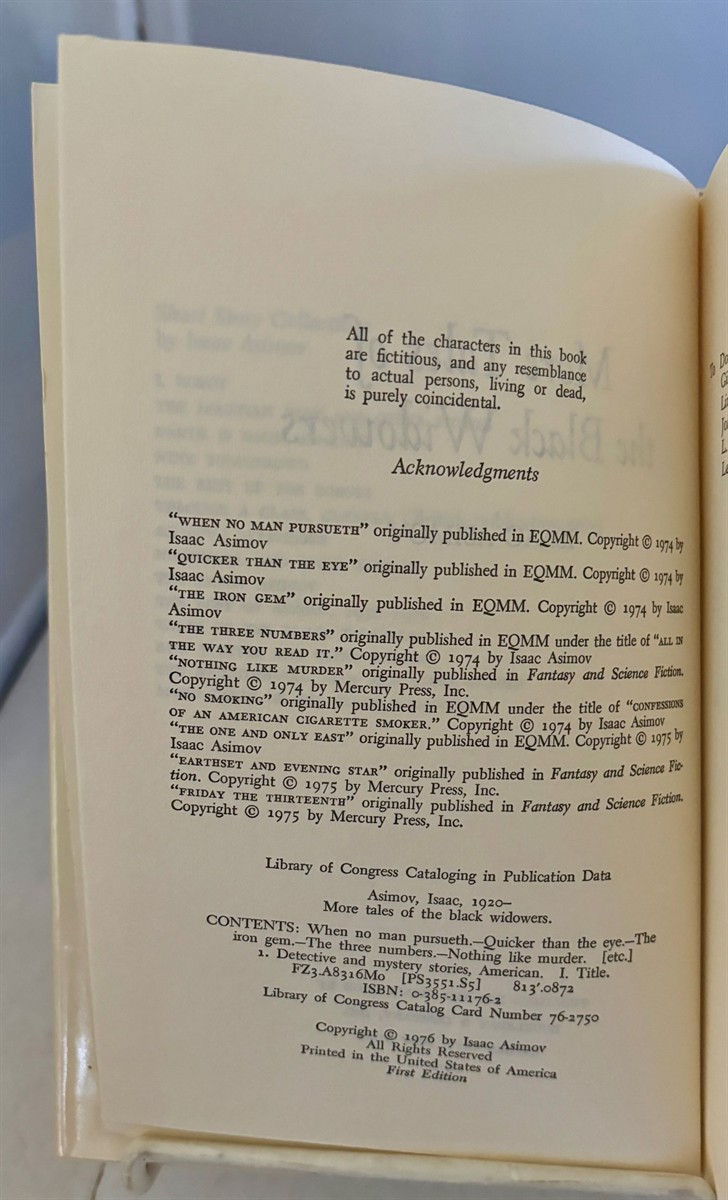 All of the characters in this book
are fictitious, and any resemblance
to actual persons, living or dead,
is purely coincidental.
Acknowledgments
“WHEN NO MAN PURSUETH” originally published in EQMM. Copyright © 1974 by
Isaac Asimov
“QUICKER THAN THE EYE” originally published in EQMM. Copyright © 1974 by
Isaac Asimov
“THE IRON GEM” originally published in EQMM. Copyright © 1974 by Isaac
Asimov
“THE THREE NUMBERS” originally published in EQMM under the title of “ALL IN
THE WAY YOU READ IT.” Copyright © 1974 by Isaac Asimov
“NOTHING LIKE MURDER” originally published in Fantasy and Science Fiction.
Copyright © 1974 by Mercury Press, Inc.
“NO SMOKING” originally published in EQMM under the title of “CONFESSIONS
OF AN AMERICAN CIGARETTE SMOKER.” Copyright © 1974 by Isaac Asimov
“THE ONE AND ONLY EAST” originally published in EQMM. Copyright © 1975 by
Isaac Asimov
“EARTHSET AND EVENING STAR” originally published in Fantasy and Science Fic-
tion. Copyright © 1975 by Mercury Press, Inc.
“FRIDAY THE THIRTEENTH” originally published in Fantasy and Science Fiction.
Copyright © 1975 by Mercury Press, Inc.
Library of Congress Cataloging in Publication Data
Asimov, Isaac, 1920–
More tales of the black widowers.
CONTENTS: When no man pursueth.—Quicker than the eye.—The
iron gem.—The three numbers.—Nothing like murder. [etc.]
1. Detective and mystery stories, American. I. Title.
FZ3.A8316Mo [PS3551.S5] 813'.0872
ISBN: 0-385-11176-2
Library of Congress Catalog Card Number 76-2750
Copyright © 1976 by Isaac Asimov
All Rights Reserved
Printed in the United States of America
First Edition
To